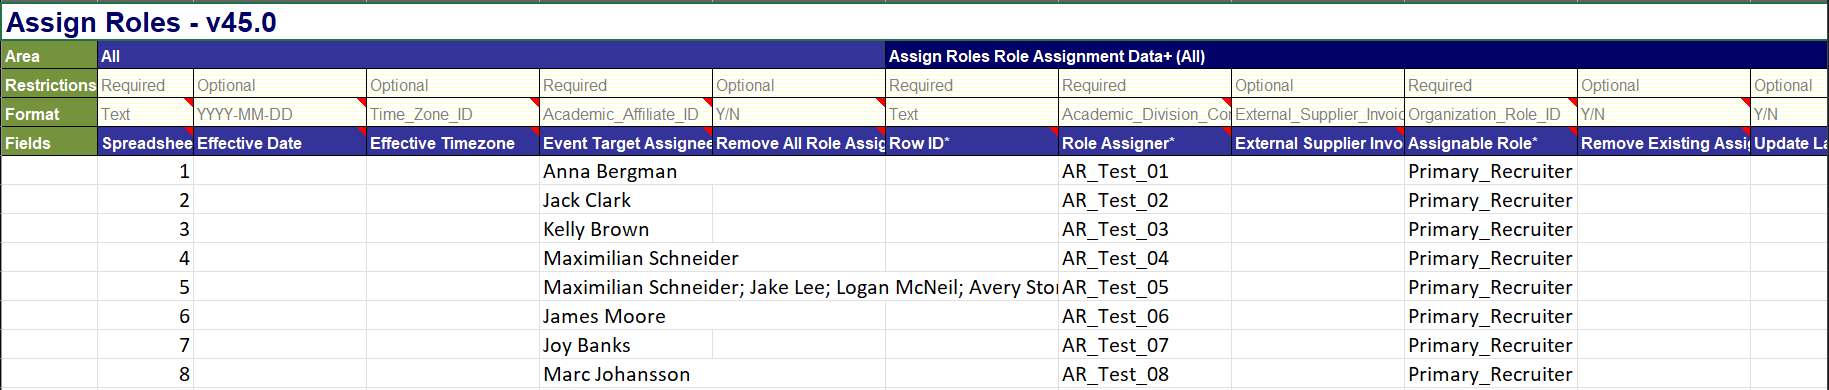 Assign Roles - v45.0
Area All Assign Roles Role Assignment Data+ (All)
Restrictions Required Optional Optional Required Optional Required Required Optional Required Optional Optional
Format Text YYYY-MM-DD Time_Zone_ID Academic_Affiliate_ID Y/N Text Academic_Division_Cor External_Supplier_Invoic Organization_Role_ID Y/N Y/N
Fields Spreadshee Effective Date Effective Timezone Event Target Assignee Remove All Role Assig Row ID* Role Assigner* External Supplier Invo Assignable Role* Remove Existing Assig Update La
1 Anna Bergman AR_Test_01 Primary_Recruiter
2 Jack Clark AR_Test_02 Primary_Recruiter
3 Kelly Brown AR_Test_03 Primary_Recruiter
4 Maximilian Schneider AR_Test_04 Primary_Recruiter
5 Maximilian Schneider; Jake Lee; Logan McNeil; Avery Sto AR_Test_05 Primary_Recruiter
6 James Moore AR_Test_06 Primary_Recruiter
7 Joy Banks AR_Test_07 Primary_Recruiter
8 Marc Johansson AR_Test_08 Primary_Recruiter